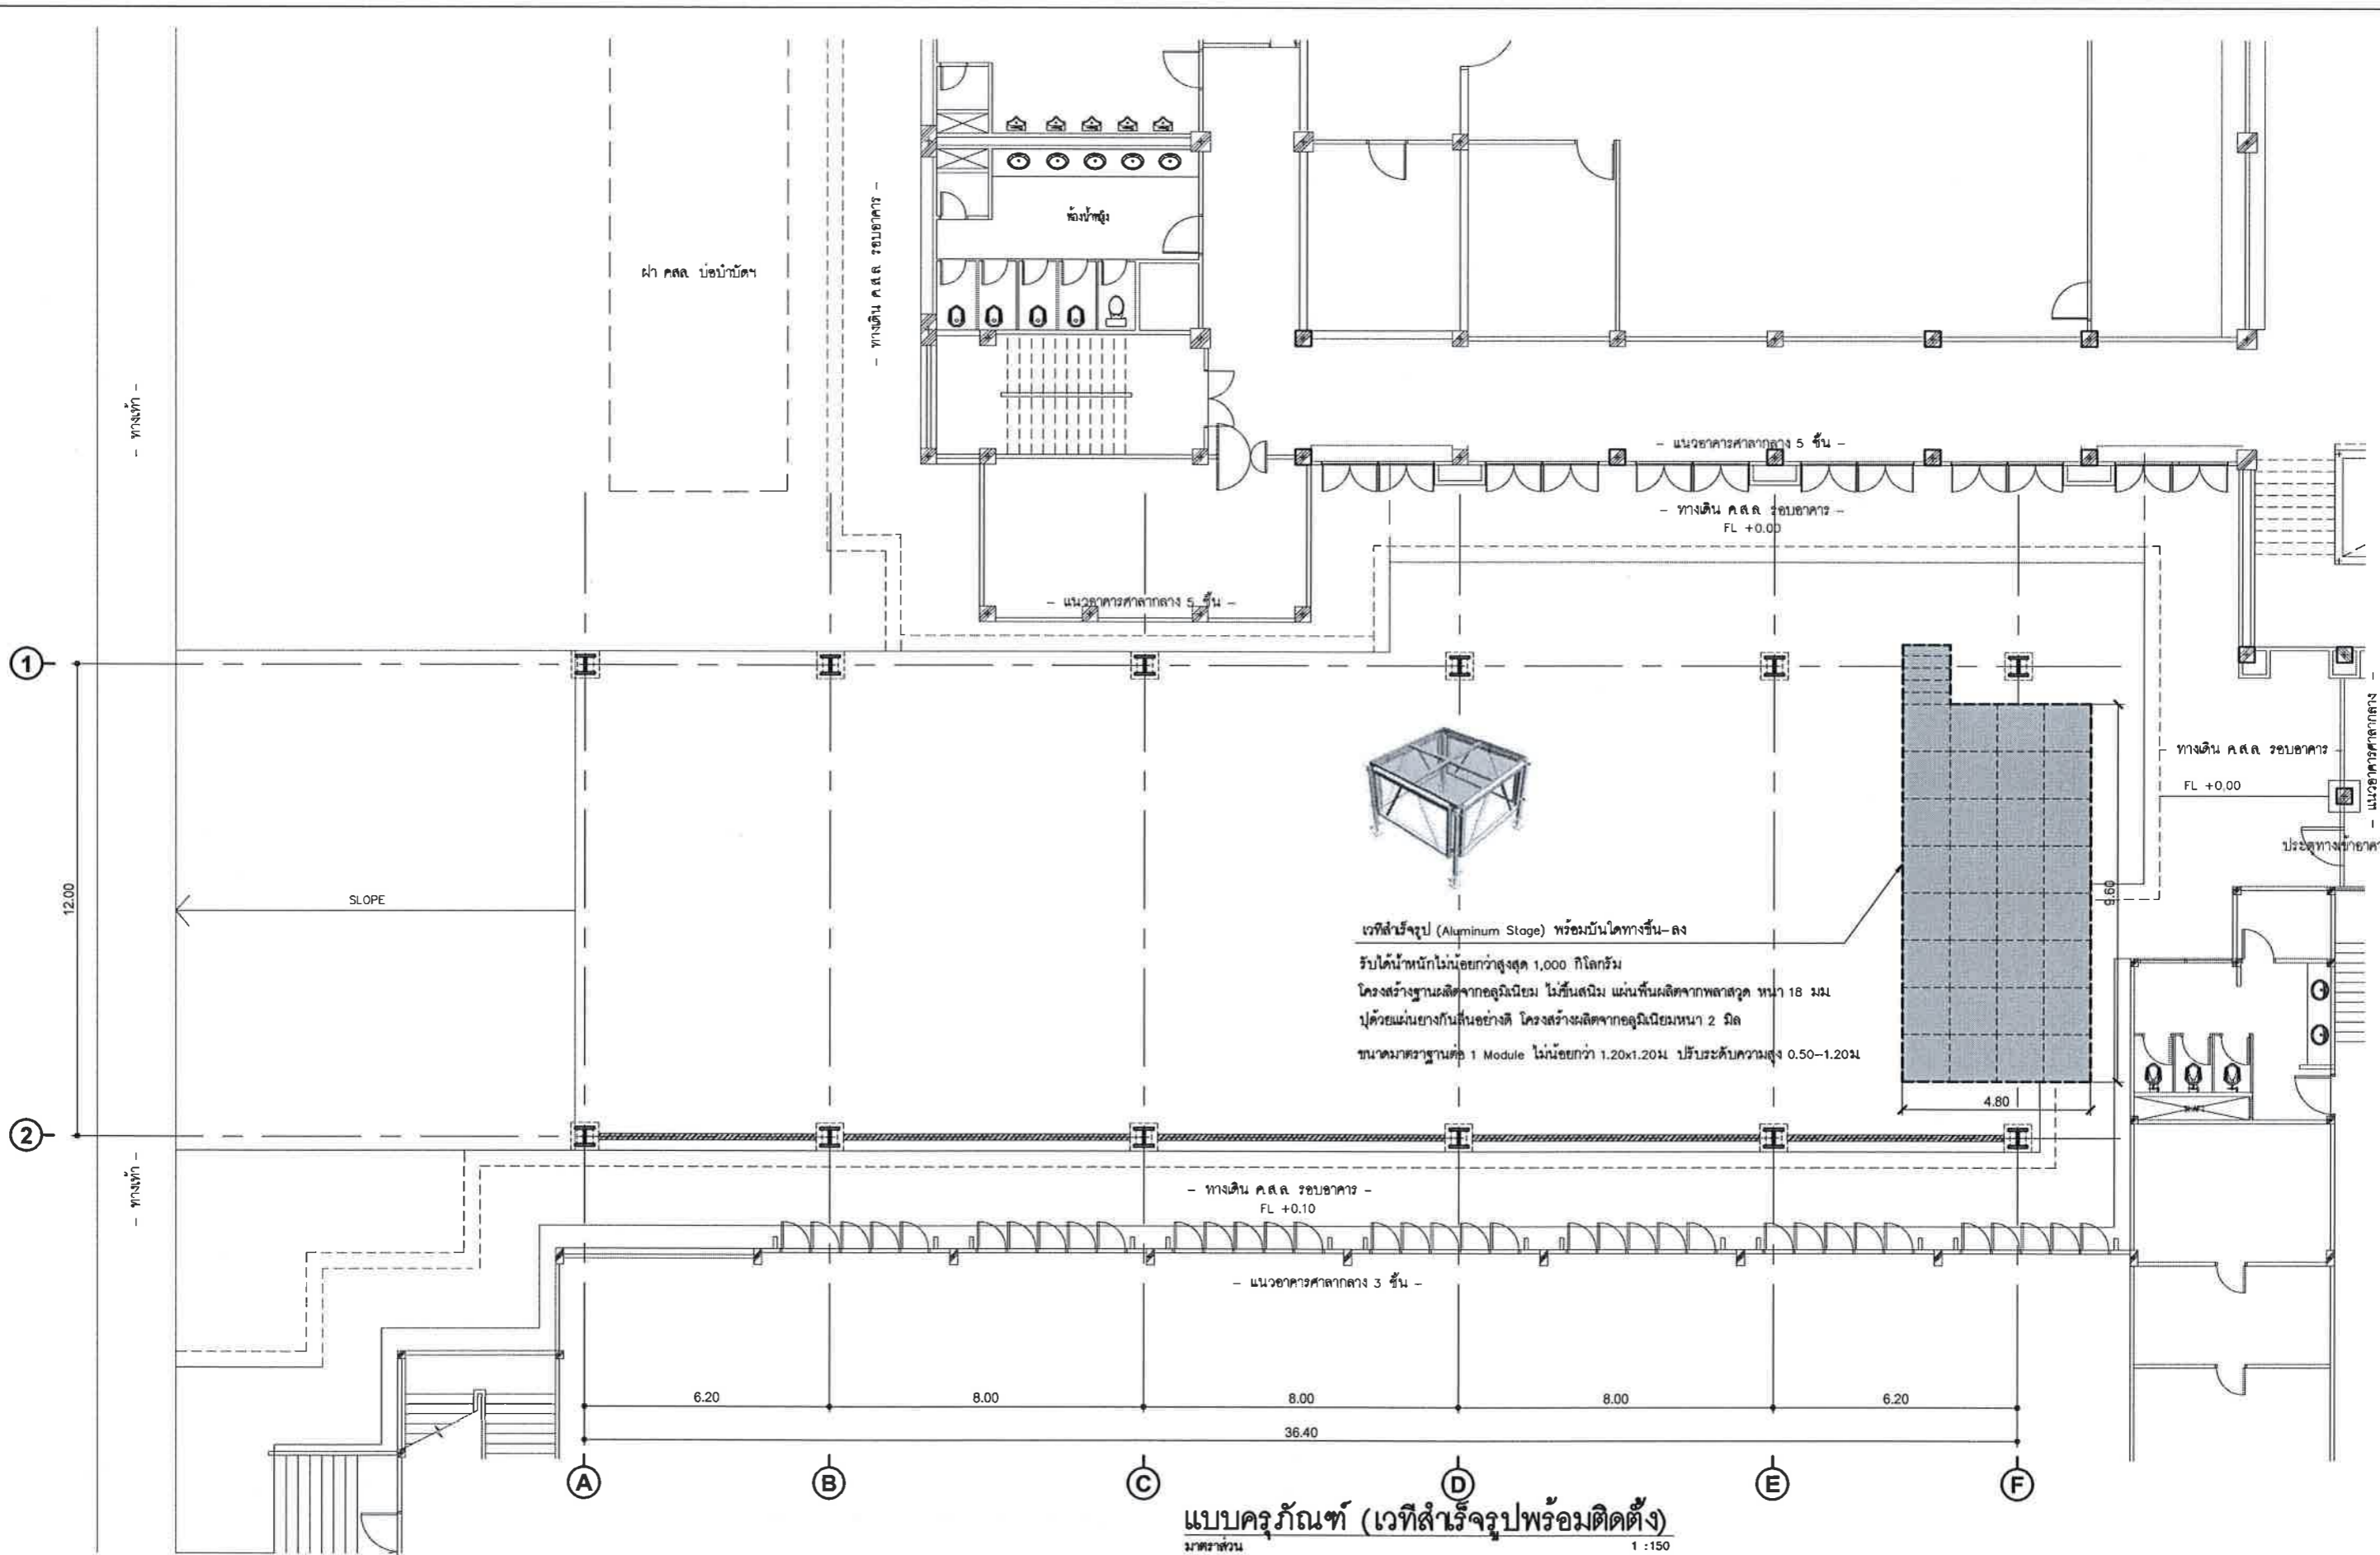 ห้องน้ำหญิง
ฝา คสล. บ่อบำบัดฯ
- ทางเดิน ค.ส.ล. รอบอาคาร -
- ทางเท้า -
- แนวอาคารศาลากลาง 5 ชั้น -
- ทางเดิน ค.ส.ล. รอบอาคาร -
FL +0.00
- แนวอาคารศาลากลาง 5 ชั้น -
1
- แนวอาคารศาลากลาง -
ทางเดิน ค.ส.ล. รอบอาคาร -
FL +0.00
ประตูทางเข้าอาคา
12.00
SLOPE
9.60
เวทีสำเร็จรูป (Aluminum Stage) พร้อมบันไดทางขึ้น-ลง
รับได้น้ำหนักไม่น้อยกว่าสูงสุด 1,000 กิโลกรัม
โครงสร้างฐานผลิตจากอลูมิเนียม ไม่ขึ้นสนิม แผ่นพื้นผลิตจากพลาสวูด หนา 18 มม.
ปูด้วยแผ่นยางกันลื่นอย่างดี โครงสร้างผลิตจากอลูมิเนียมหนา 2 มิล
ขนาดมาตราฐานต่อ 1 Module ไม่น้อยกว่า 1.20x1.20ม. ปรับระดับความสูง 0.50-1.20ม.
4.80
2
- ทางเท้า -
- ทางเดิน ค.ส.ล. รอบอาคาร -
FL +0.10
- แนวอาคารศาลากลาง 3 ชั้น -
6.20 8.00 8.00 8.00 6.20
36.40
A B C D E F
แบบครุภัณฑ์ (เวทีสำเร็จรูปพร้อมติดตั้ง)
มาตราส่วน 1 :150